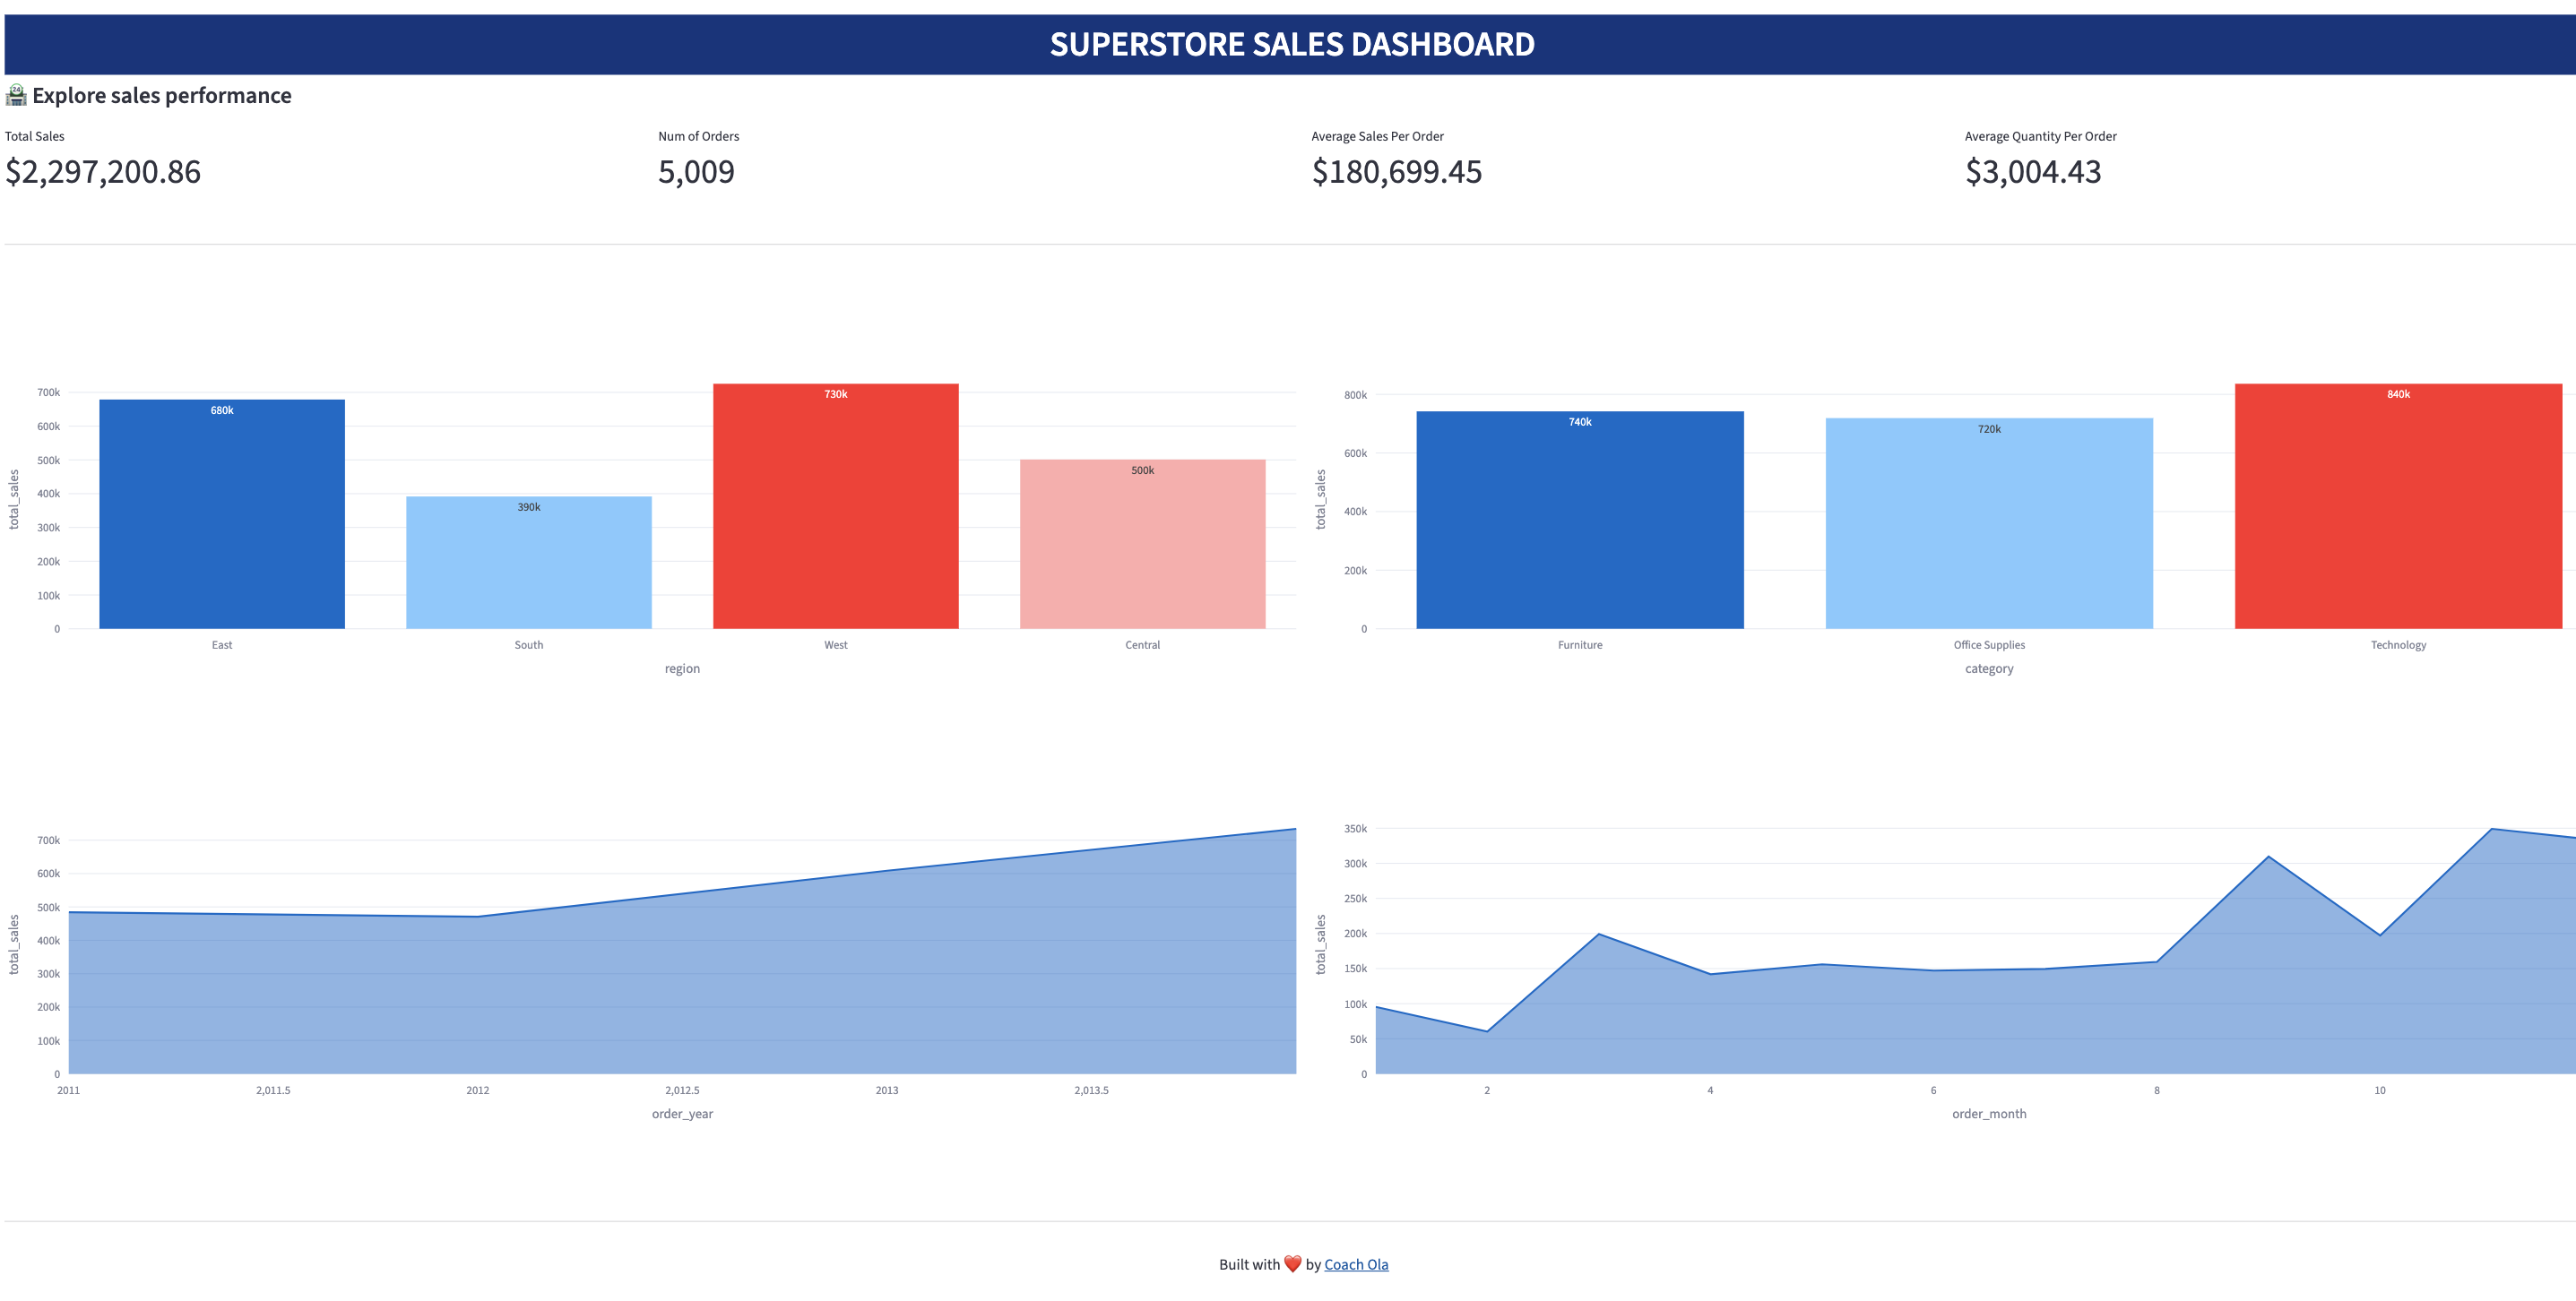 SUPERSTORE SALES DASHBOARD
24
Explore sales performance
Total Sales
$2,297,200.86
Num of Orders
5,009
Average Sales Per Order
$180,699.45
Average Quantity Per Order
$3,004.43
total_sales
700k
600k
500k
400k
300k
200k
100k
0
680k
390k
730k
500k
East South West Central
region
total_sales
800k
600k
400k
200k
0
740k
720k
840k
Furniture Office Supplies Technology
category
total_sales
700k
600k
500k
400k
300k
200k
100k
0
2011 2,011.5 2012 2,012.5 2013 2,013.5
order_year
total_sales
350k
300k
250k
200k
150k
100k
50k
0
2 4 6 8 10
order_month
Built with ❤️ by Coach Ola